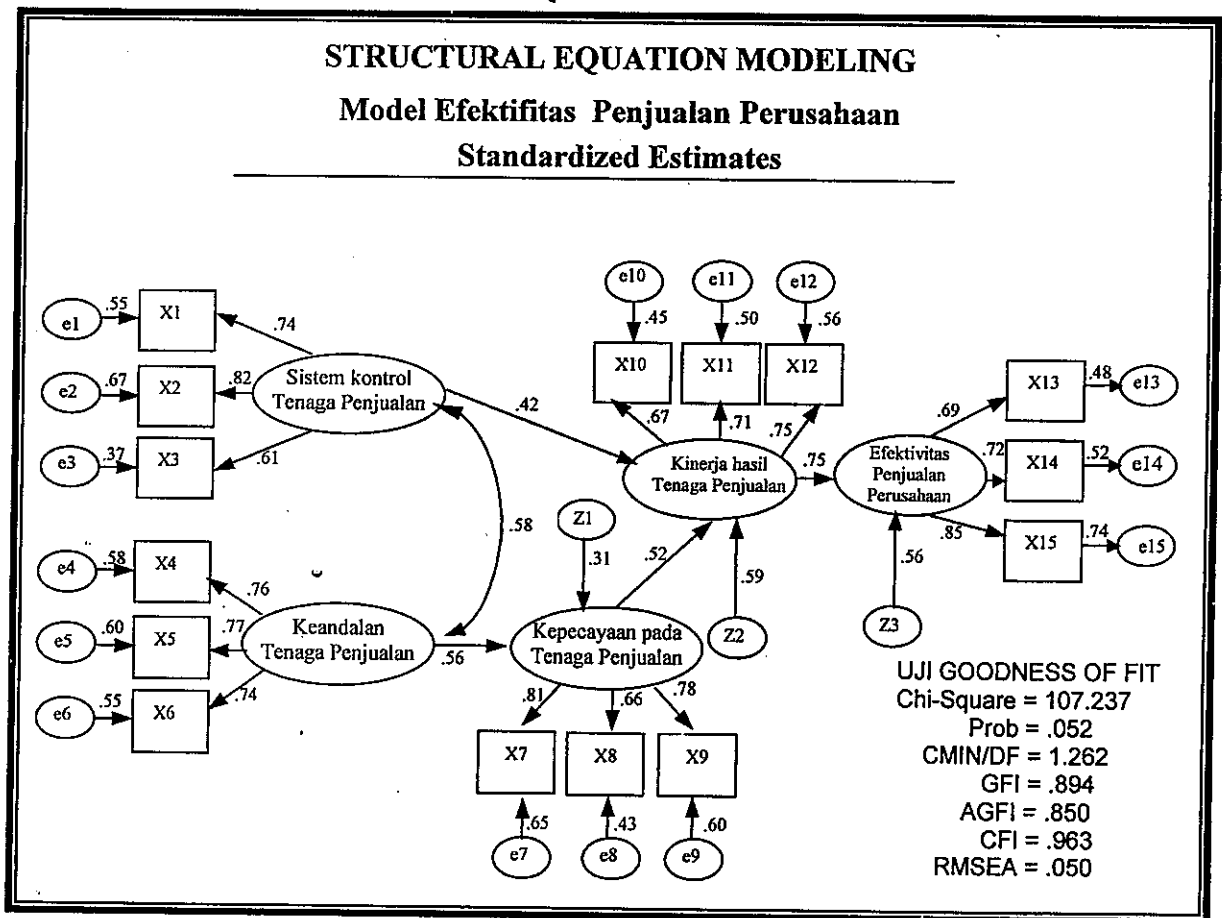 STRUCTURAL EQUATION MODELING
Model Efektifitas Penjualan Perusahaan
Standardized Estimates
e10
e11
e12
.45
.50
.56
X10
X11
X12
.67
.71
.75
e1
.55
X1
.74
e2
.67
X2
.82
e3
.37
X3
.61
Sistem kontrol
Tenaga Penjualan
.42
.58
Kinerja hasil
Tenaga Penjualan
.75
Efektivitas
Penjualan
Perusahaan
.69
X13
.48
e13
.72
X14
.52
e14
.85
X15
.74
e15
e4
.58
X4
.76
e5
.60
X5
.77
e6
.55
X6
.74
Keandalan
Tenaga Penjualan
.56
Z1
.31
.52
Kepecayaan pada
Tenaga Penjualan
.59
Z2
.56
Z3
.81
.66
.78
X7
X8
X9
.65
.43
.60
e7
e8
e9
UJI GOODNESS OF FIT
Chi-Square = 107.237
Prob = .052
CMIN/DF = 1.262
GFI = .894
AGFI = .850
CFI = .963
RMSEA = .050